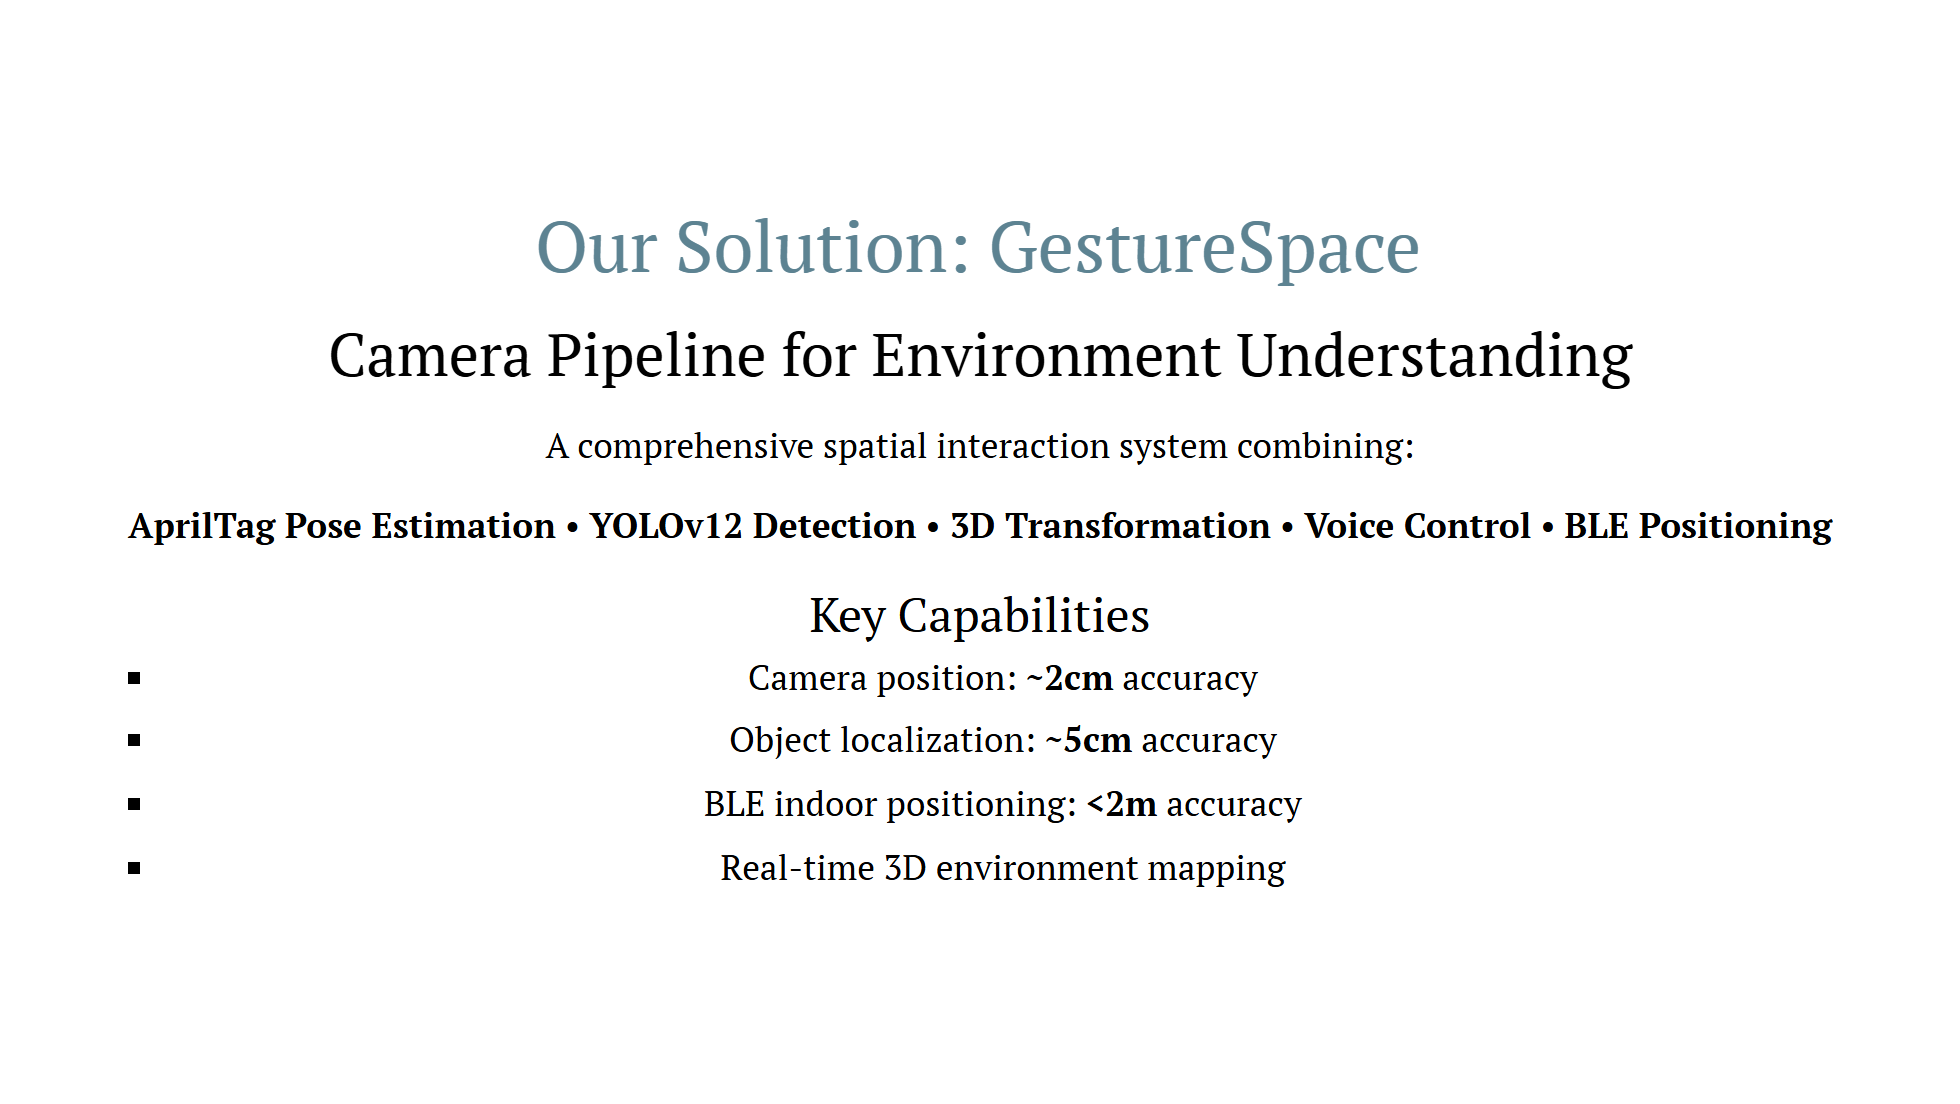 Our Solution: GestureSpace
Camera Pipeline for Environment Understanding
A comprehensive spatial interaction system combining:
AprilTag Pose Estimation • YOLOv12 Detection • 3D Transformation • Voice Control • BLE Positioning
Key Capabilities
▪ Camera position: ~2cm accuracy
▪ Object localization: ~5cm accuracy
▪ BLE indoor positioning: <2m accuracy
▪ Real-time 3D environment mapping